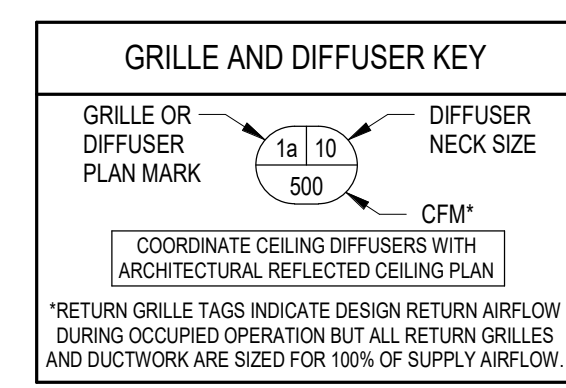 GRILLE AND DIFFUSER KEY
GRILLE OR
DIFFUSER
PLAN MARK
1a 10
500
DIFFUSER
NECK SIZE
CFM*
COORDINATE CEILING DIFFUSERS WITH
ARCHITECTURAL REFLECTED CEILING PLAN
*RETURN GRILLE TAGS INDICATE DESIGN RETURN AIRFLOW
DURING OCCUPIED OPERATION BUT ALL RETURN GRILLES
AND DUCTWORK ARE SIZED FOR 100% OF SUPPLY AIRFLOW.